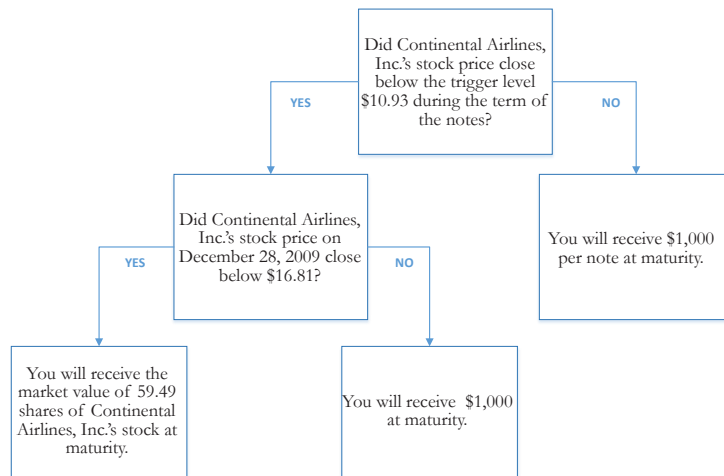 Did Continental Airlines,
Inc.'s stock price close
below the trigger level
$10.93 during the term of
the notes?
YES
NO
Did Continental Airlines,
Inc.'s stock price on
December 28, 2009 close
below $16.81?
You will receive $1,000
per note at maturity.
YES
NO
You will receive the
market value of 59.49
shares of Continental
Airlines, Inc.'s stock at
maturity.
You will receive $1,000
at maturity.